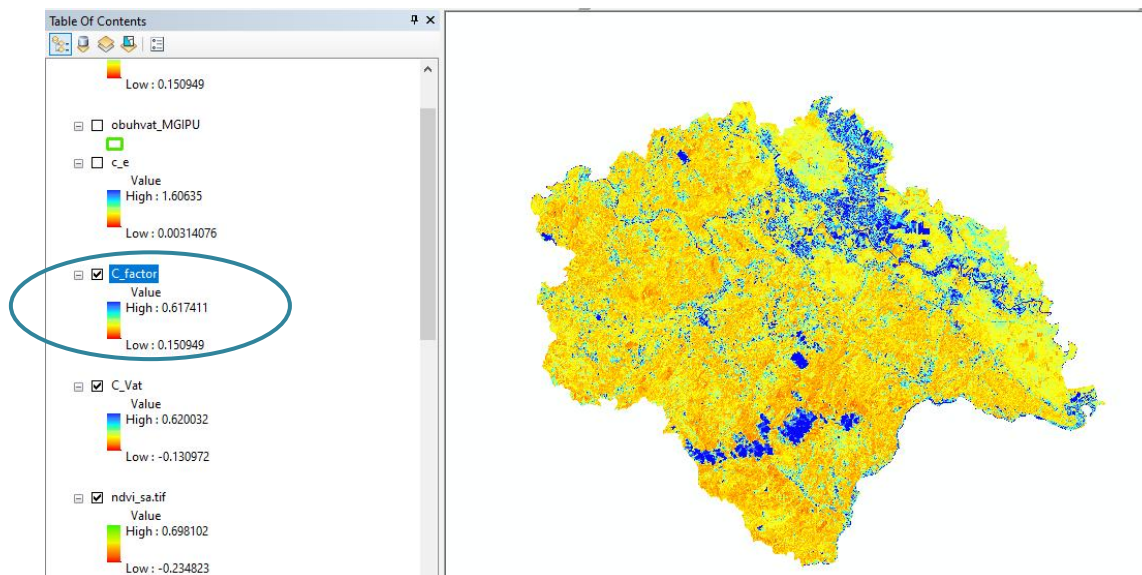 Table Of Contents
Low : 0.150949
obuhvat_MGIPU
c_e
Value
High : 1.60635
Low : 0.00314076
C_factor
Value
High : 0.617411
Low : 0.150949
C_Vat
Value
High : 0.620032
Low : -0.130972
ndvi_sa.tif
Value
High : 0.698102
Low : -0.234823